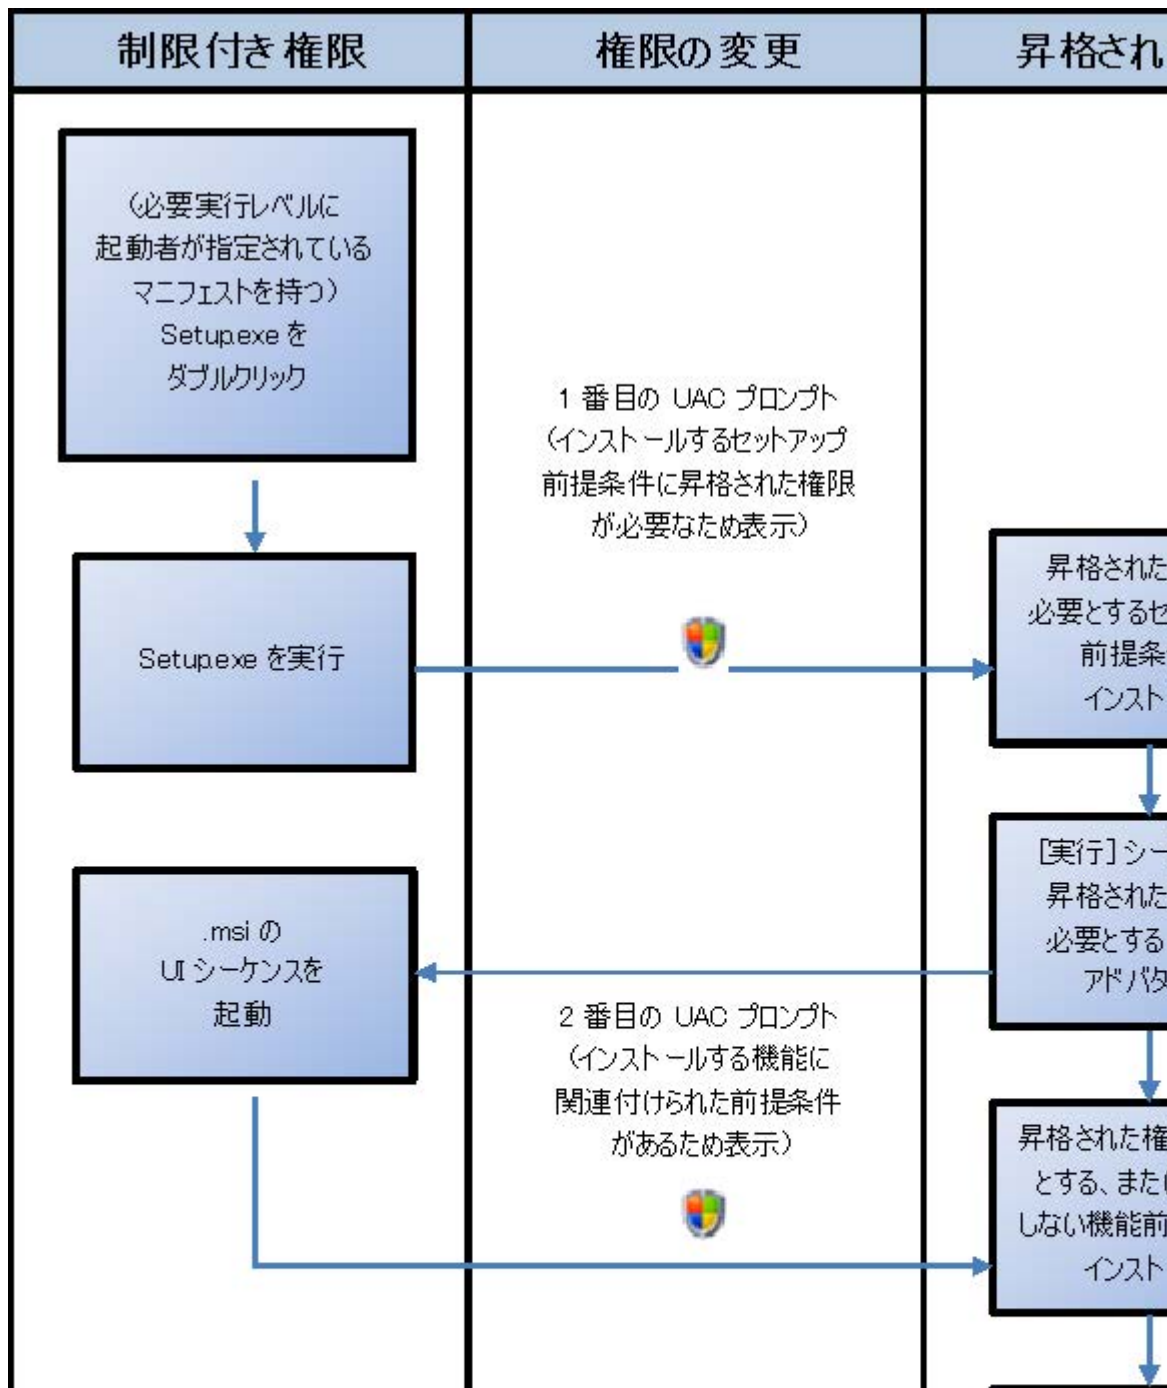 制限付き権限
権限の変更
昇格され
（必要実行レベルに
起動者が指定されている
マニフェストを持つ）
Setup.exe を
ダブルクリック
1 番目の UAC プロンプト
（インストールするセットアップ
前提条件に昇格された権限
が必要なため表示）
Setup.exe を実行
昇格された
必要とするセ
前提条
インスト
[実行] シー
昇格された
必要とする
アドバタ
.msi の
UI シーケンスを
起動
2 番目の UAC プロンプト
（インストールする機能に
関連付けられた前提条件
があるため表示）
昇格された権
とする、また
しない機能前
インスト